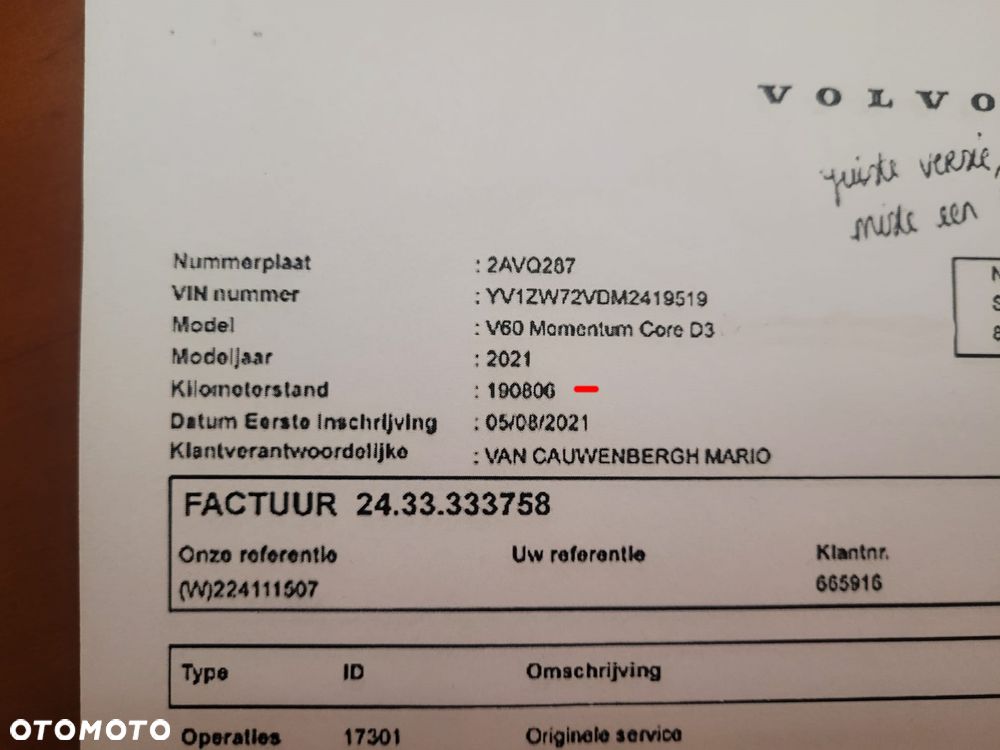 VOLVO
juiste versie,
miste een
Nummerplaat : 2AVQ287
VIN nummer : YV1ZW72VDM2419519
Model : V60 Momentum Core D3
Modeljaar : 2021
Kilometerstand : 190806
Datum Eerste Inschrijving : 05/08/2021
Klantverantwoordelijke : VAN CAUWENBERGH MARIO
FACTUUR 24.33.333758
Onze referentie Uw referentie Klantnr.
(W)224111507 665916
Type ID Omschrijving
Operaties 17301 Originele service
OTOMOTO